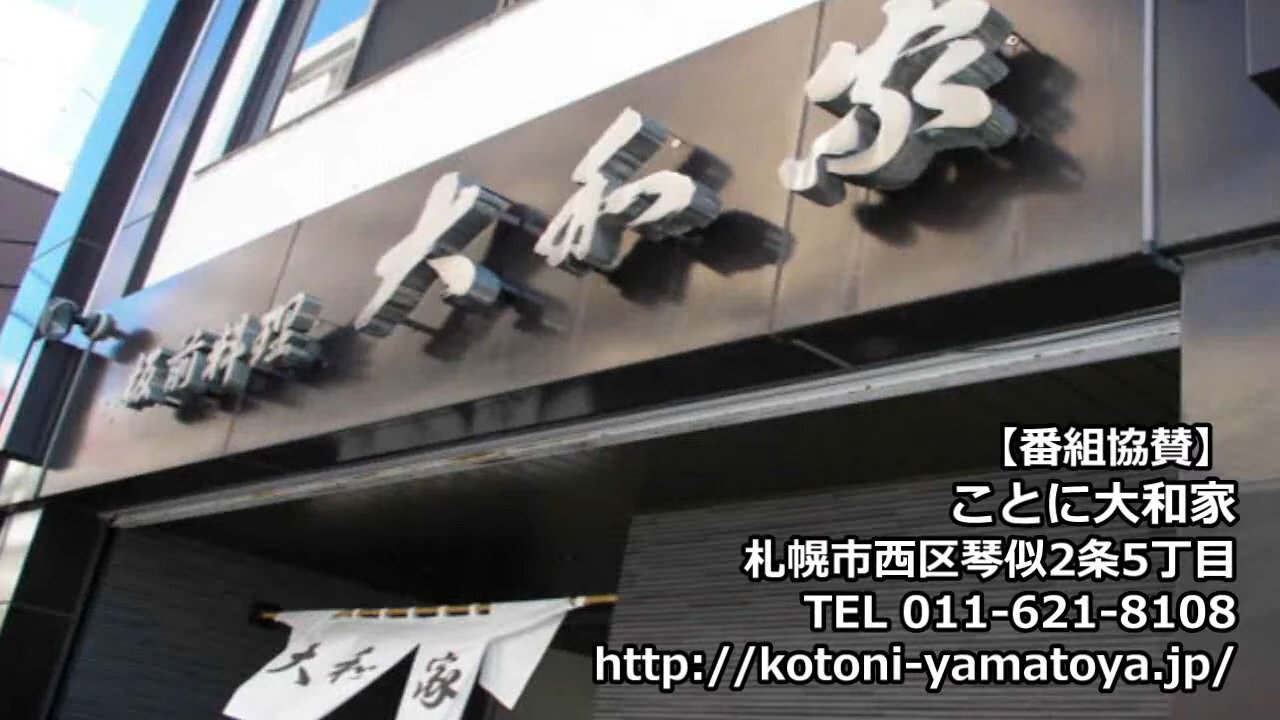 板前料理 大和家
大和家
【番組協賛】
ことに大和家
札幌市西区琴似2条5丁目
TEL 011-621-8108
http://kotoni-yamatoya.jp/